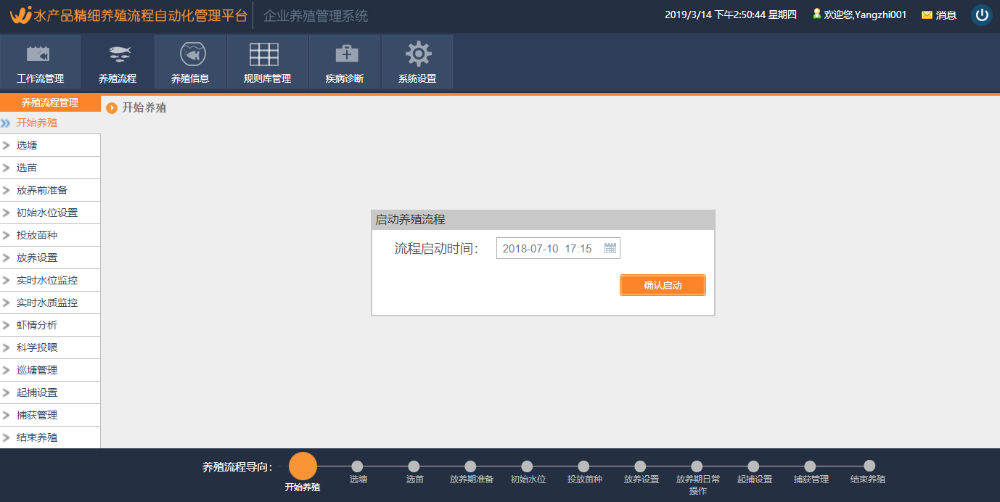 水产品精细养殖流程自动化管理平台
企业养殖管理系统
2019/3/14 下午2:50:44 星期四
欢迎您,Yangzhi001
消息
工作流管理
养殖流程
养殖信息
规则库管理
疾病诊断
系统设置
养殖流程管理
开始养殖
选塘
选苗
放养前准备
初始水位设置
投放苗种
放养设置
实时水位监控
实时水质监控
虾情分析
科学投喂
巡塘管理
起捕设置
捕获管理
结束养殖
开始养殖
启动养殖流程
流程启动时间：
2018-07-10 17:15
确认启动
养殖流程导向：
开始养殖
选塘
选苗
放养期准备
初始水位
投放苗种
放养设置
放养期日常
操作
起捕设置
捕获管理
结束养殖